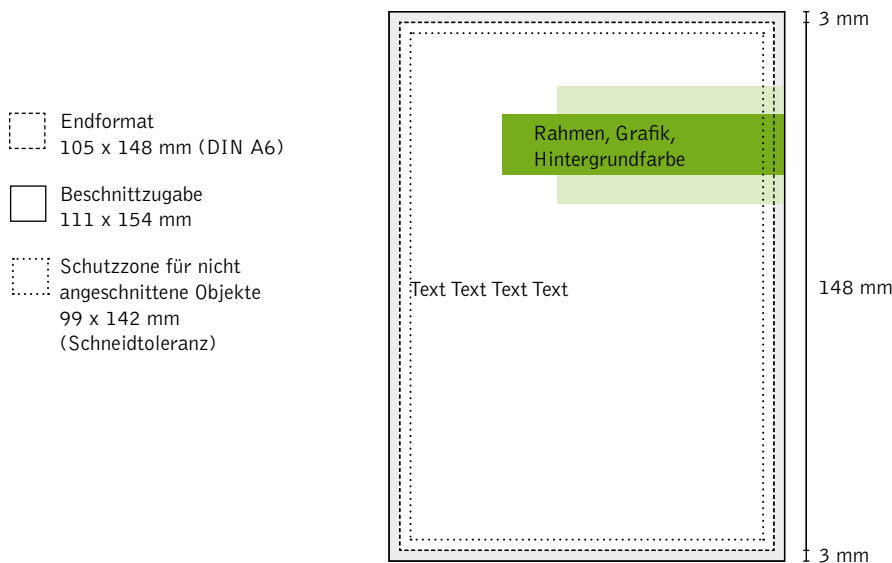 Endformat
105 x 148 mm (DIN A6)
Beschnittzugabe
111 x 154 mm
Schutzzone für nicht
angeschnittene Objekte
99 x 142 mm
(Schneidtoleranz)
Rahmen, Grafik,
Hintergrundfarbe
Text Text Text Text
3 mm
148 mm
3 mm